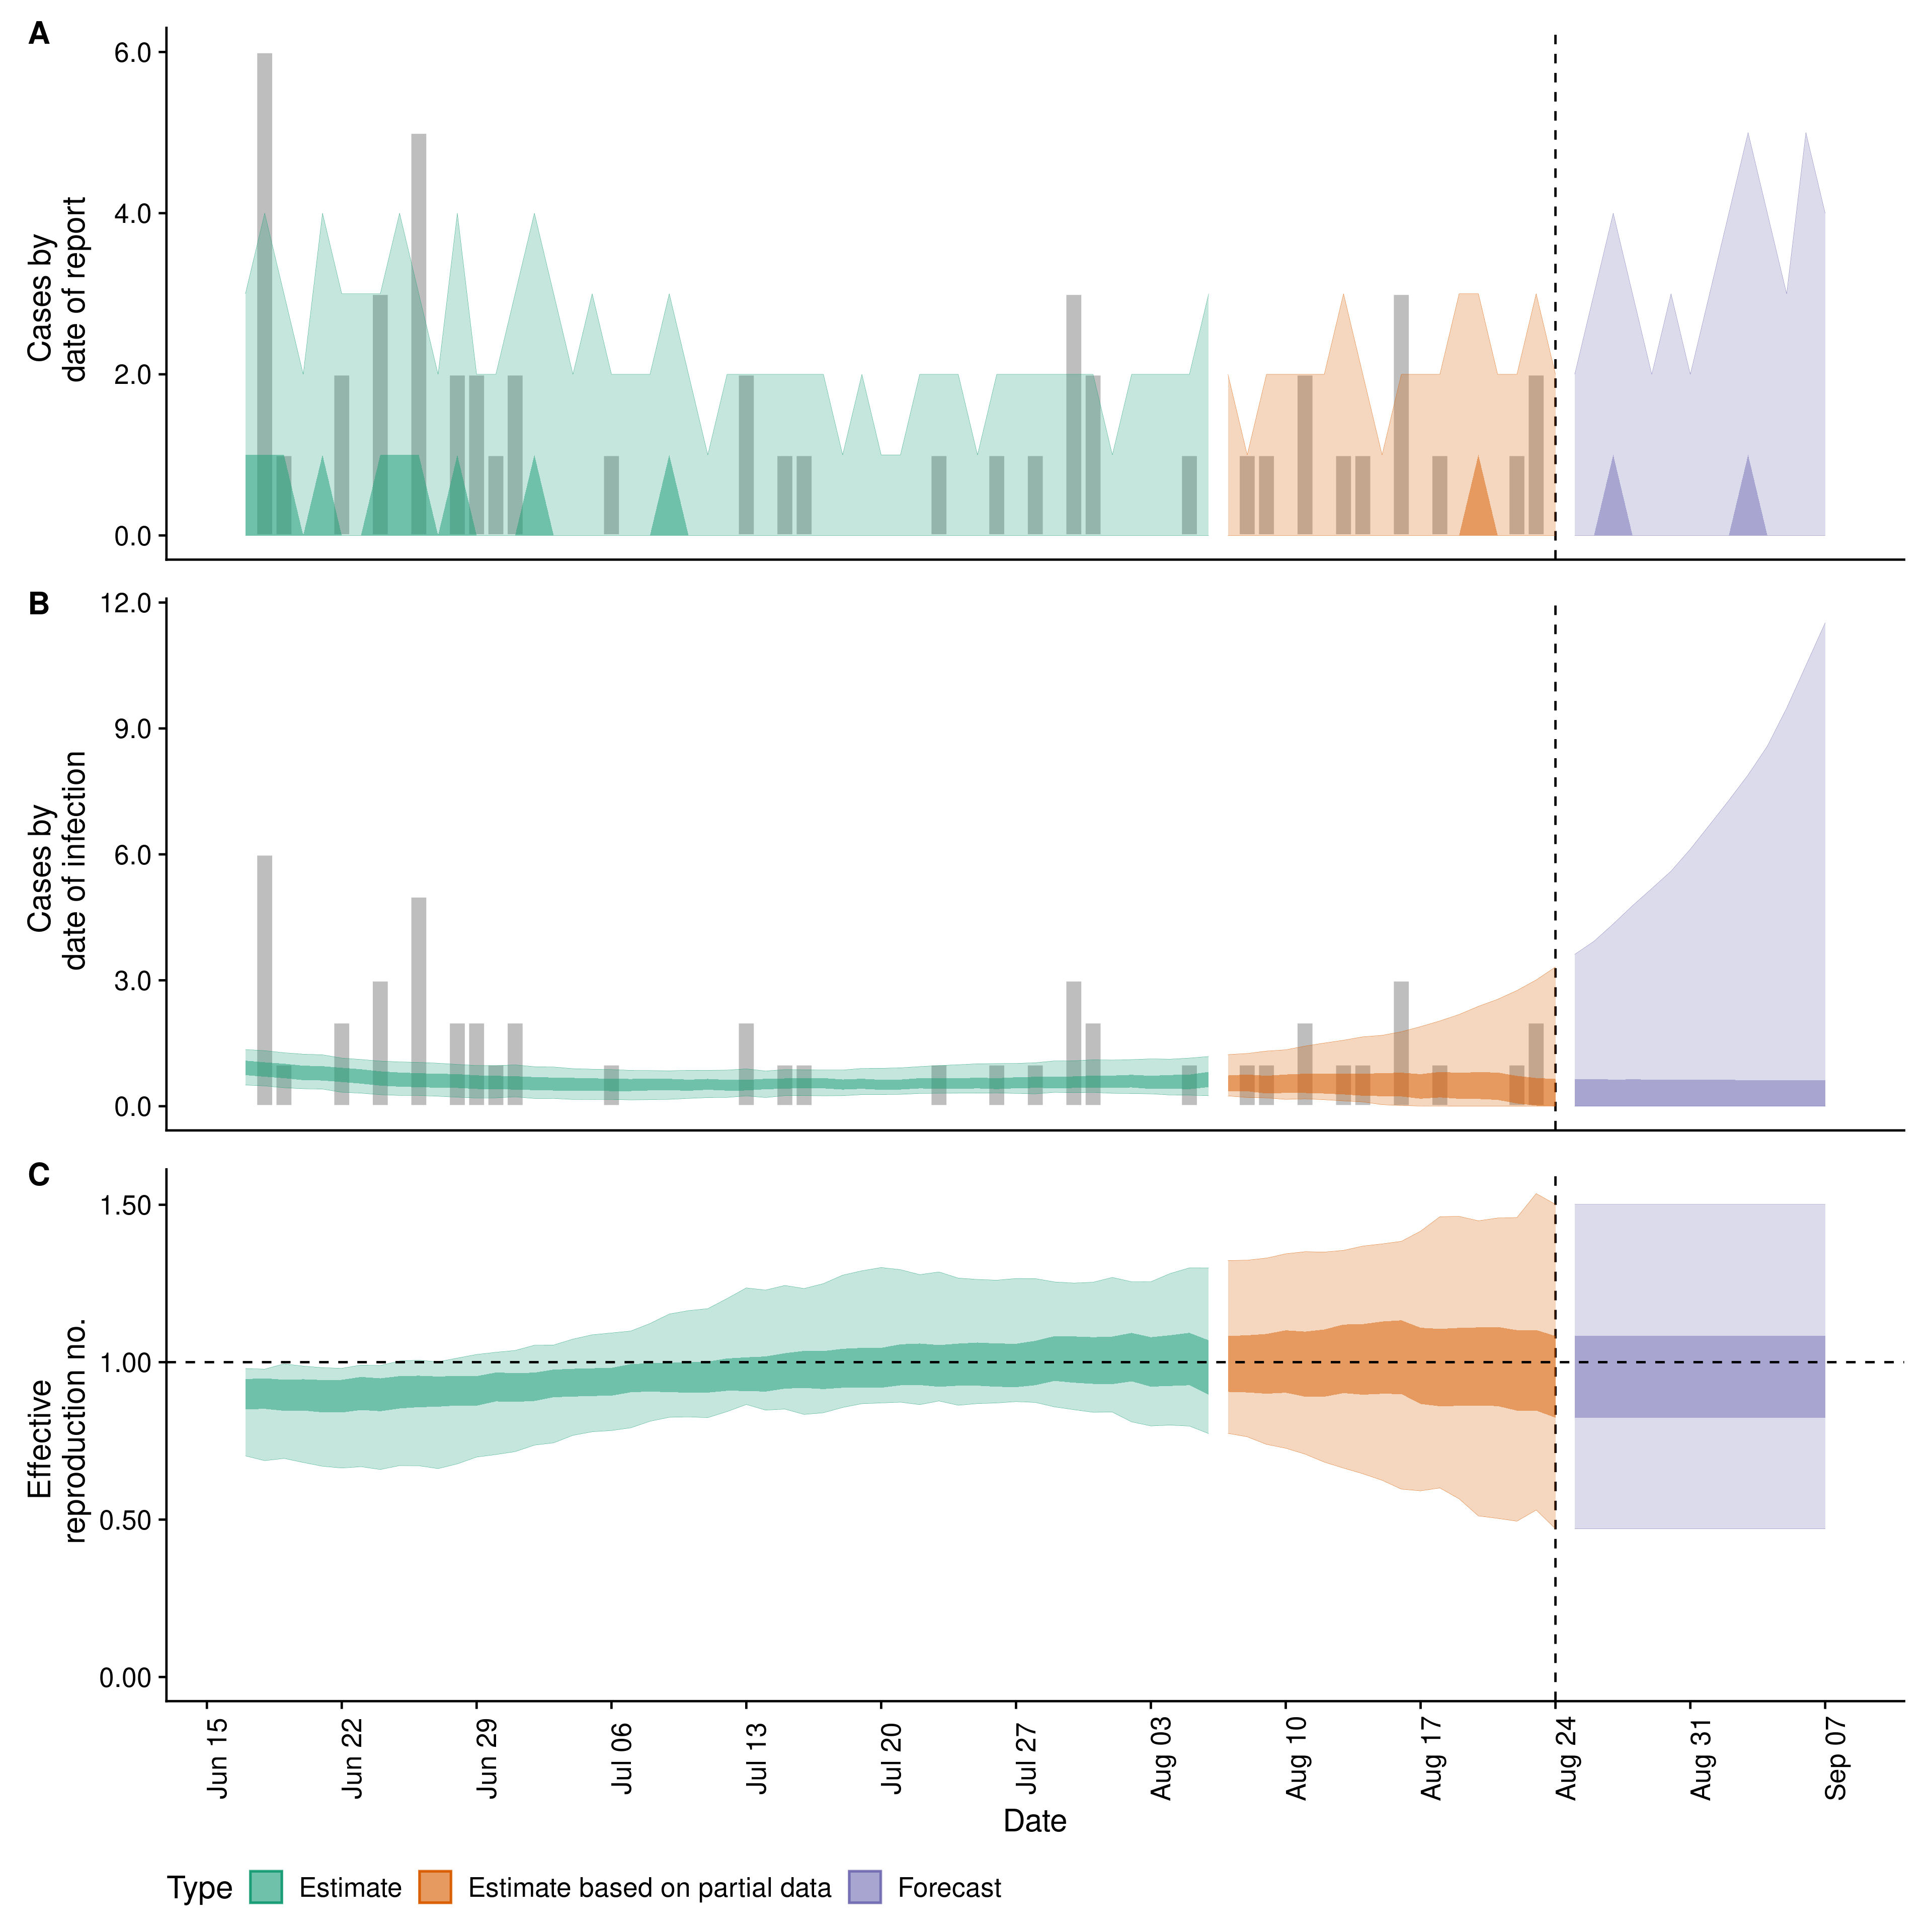 A
Cases by
date of report
6.0
4.0
2.0
0.0
B
Cases by
date of infection
12.0
9.0
6.0
3.0
0.0
C
Effective
reproduction no.
1.50
1.00
0.50
0.00
Jun 15
Jun 22
Jun 29
Jul 06
Jul 13
Jul 20
Jul 27
Aug 03
Aug 10
Aug 17
Aug 24
Aug 31
Sep 07
Date
Type Estimate Estimate based on partial data Forecast